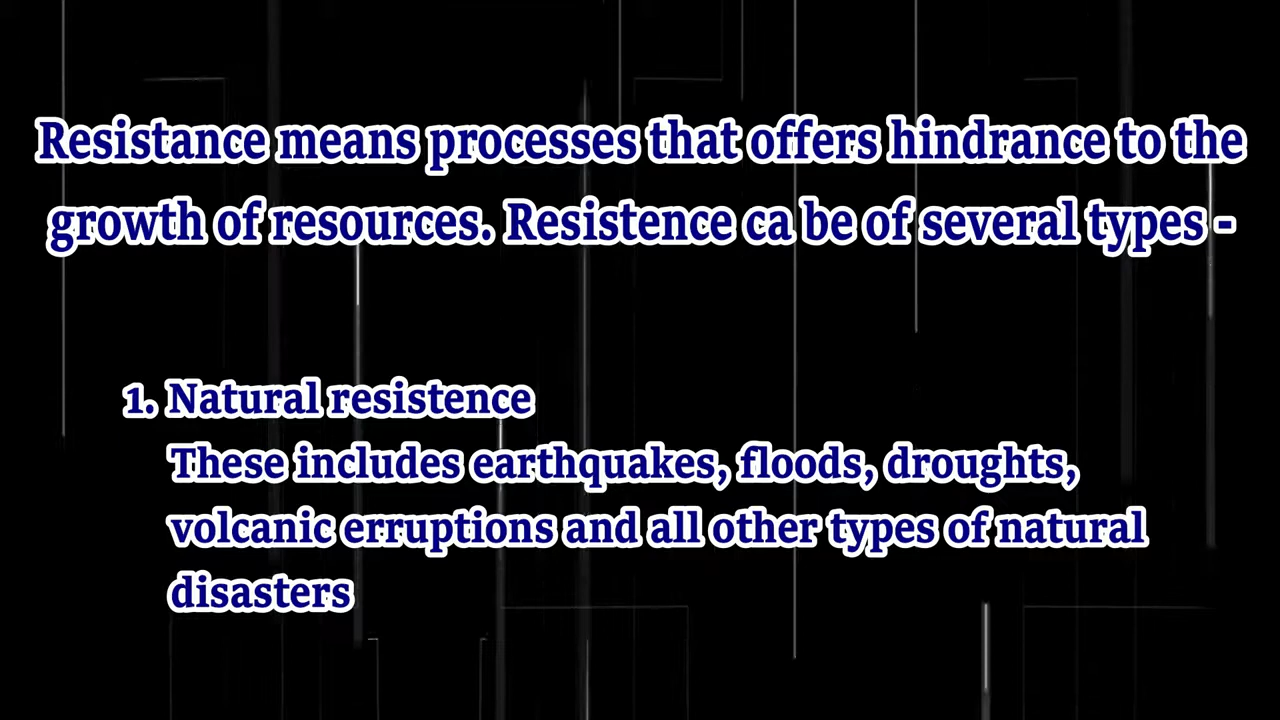 Resistance means processes that offers hindrance to the
growth of resources. Resistence ca be of several types -
1. Natural resistence
These includes earthquakes, floods, droughts,
volcanic erruptions and all other types of natural
disasters